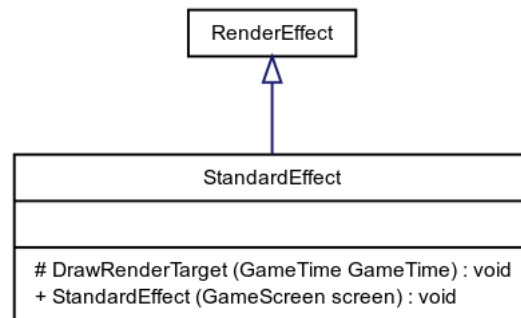 RenderEffect
StandardEffect
# DrawRenderTarget (GameTime GameTime) : void
+ StandardEffect (GameScreen screen) : void